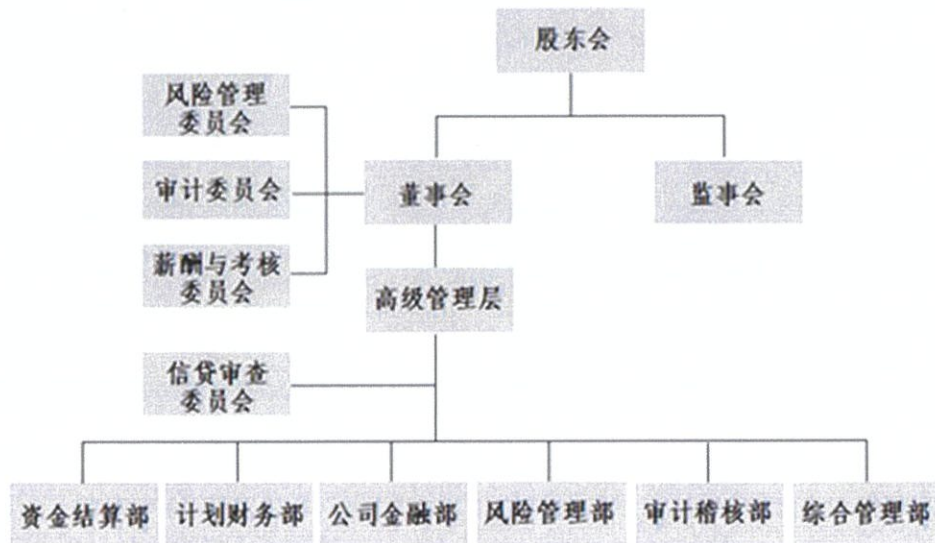 股东会
风险管理
委员会
审计委员会
董事会
监事会
薪酬与考核
委员会
高级管理层
信贷审查
委员会
资金结算部
计划财务部
公司金融部
风险管理部
审计稽核部
综合管理部